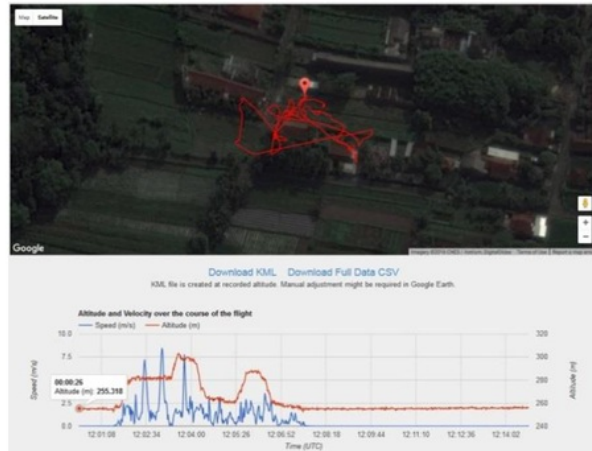 Map Satellite
Google
Download KML Download Full Data CSV
KML file is created at recorded altitude. Manual adjustment might be required in Google Earth.
Altitude and Velocity over the course of the flight
Speed (m/s) Altitude (m)
10.0 320
7.5 300
00:00:26
Altitude (m): 255.310
280
2.5 260
0.0 240
Speed (m/s)
Altitude (m)
12:01:08 12:02:34 12:04:00 12:05:26 12:06:52 12:08:18 12:09:44 12:11:10 12:12:36 12:14:02
Time (UTC)